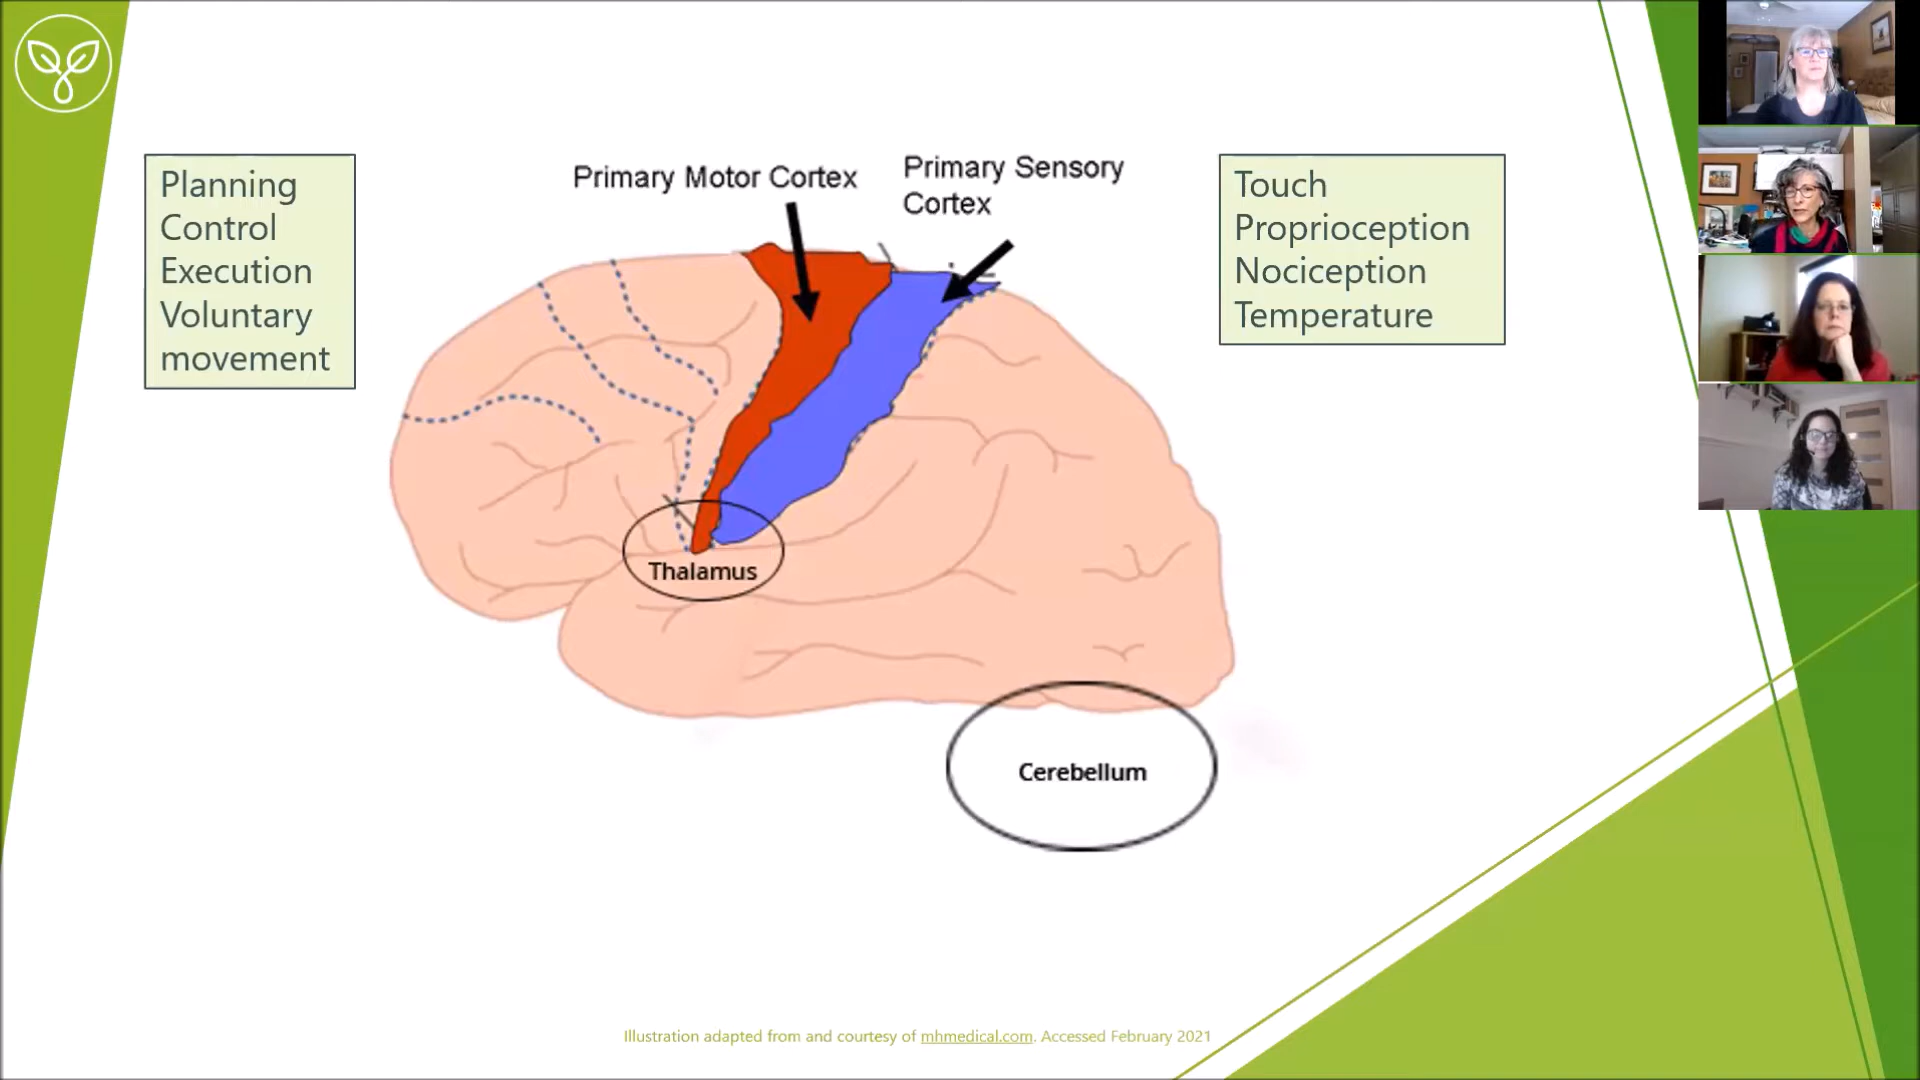 Planning
Control
Execution
Voluntary
movement
Primary Motor Cortex
Primary Sensory
Cortex
Touch
Proprioception
Nociception
Temperature
Thalamus
Cerebellum
Illustration adapted from and courtesy of mhmedical.com. Accessed February 2021